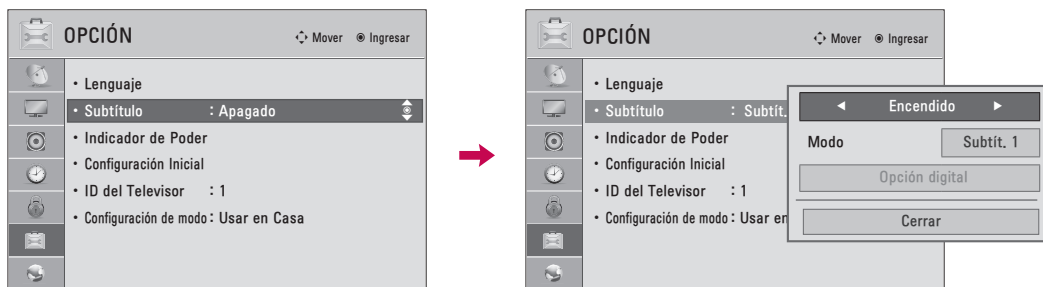 OPCIÓN Mover Ingresar
• Lenguaje
• Subtítulo : Apagado
• Indicador de Poder
• Configuración Inicial
• ID del Televisor : 1
• Configuración de modo : Usar en Casa
OPCIÓN Mover Ingresar
• Lenguaje
• Subtítulo : Subtít.
• Indicador de Poder
• Configuración Inicial
• ID del Televisor : 1
• Configuración de modo : Usar en
◄ Encendido ►
Modo Subtít. 1
Opción digital
Cerrar